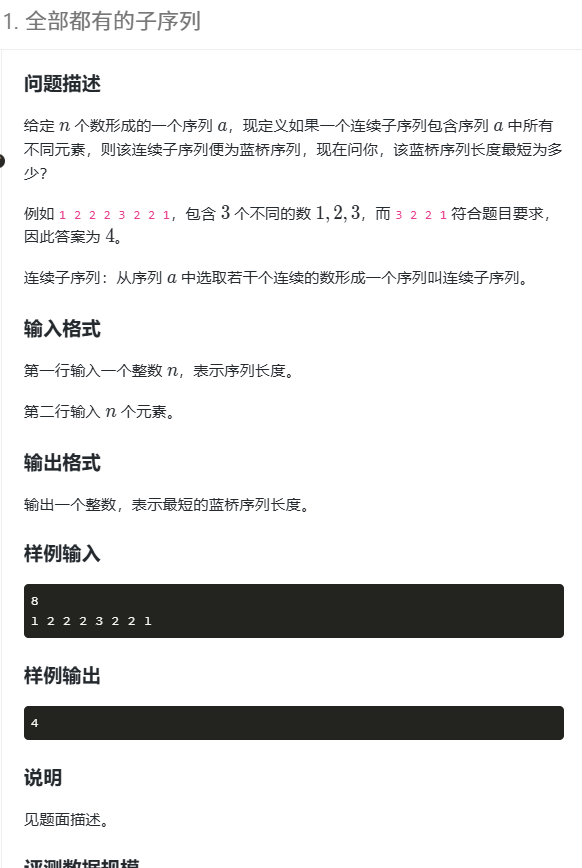 1. 全部都有的子序列
问题描述
给定 n 个数形成的一个序列 a，现定义如果一个连续子序列包含序列 a 中所有
不同元素，则该连续子序列便为蓝桥序列，现在问你，该蓝桥序列长度最短为多
少？
例如 1 2 2 2 3 2 2 1，包含 3 个不同的数 1, 2, 3，而 3 2 2 1 符合题目要求，
因此答案为 4。
连续子序列：从序列 a 中选取若干个连续的数形成一个序列叫连续子序列。
输入格式
第一行输入一个整数 n，表示序列长度。
第二行输入 n 个元素。
输出格式
输出一个整数，表示最短的蓝桥序列长度。
样例输入
8
1 2 2 2 3 2 2 1
样例输出
4
说明
见题面描述。
评测数据规模